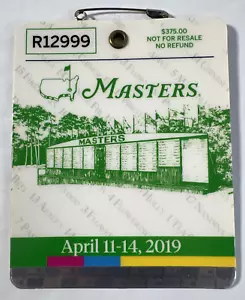 R12999
$375.00
NOT FOR RESALE
NO REFUND
MASTERS
MASTERS
April 11-14, 2019